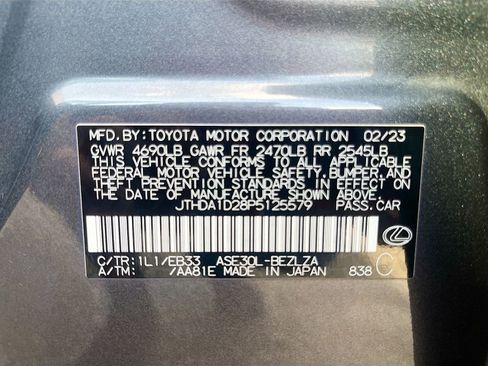 MFD.BY:TOYOTA MOTOR CORPORATION 02/23
GVWR 4690LB GAWR FR 2470LB RR 2545LB
THIS VEHICLE CONFORMS TO ALL APPLI-
CABLE FEDERAL MOTOR VEHICLE SAFETY,BUMPER,AND
THEFT PREVENTION STANDARDS IN EFFECT ON
THE DATE OF MANUFACTURE SHOWN ABOVE.
JTHDA1D28P5125579 PASS.CAR
C/TR:1L1/EB33 ASE30L-BEZLZA
A/TM: /AA81E MADE IN JAPAN 838 C